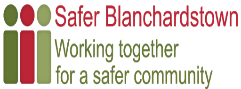 Safer Blanchardstown
Working together
for a safer community